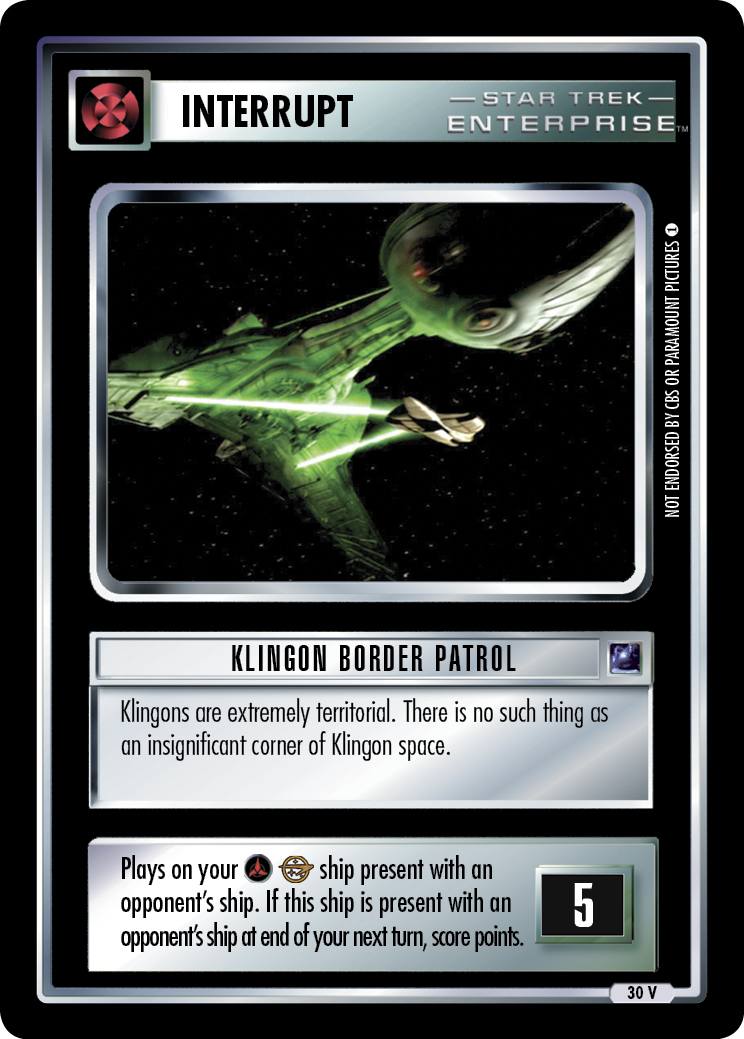 INTERRUPT
— STAR TREK —
ENTERPRISE™
NOT ENDORSED BY CBS OR PARAMOUNT PICTURES 1
KLINGON BORDER PATROL
Klingons are extremely territorial. There is no such thing as
an insignificant corner of Klingon space.
Plays on your ship present with an
opponent's ship. If this ship is present with an
opponent's ship at end of your next turn, score points.
5
30 V